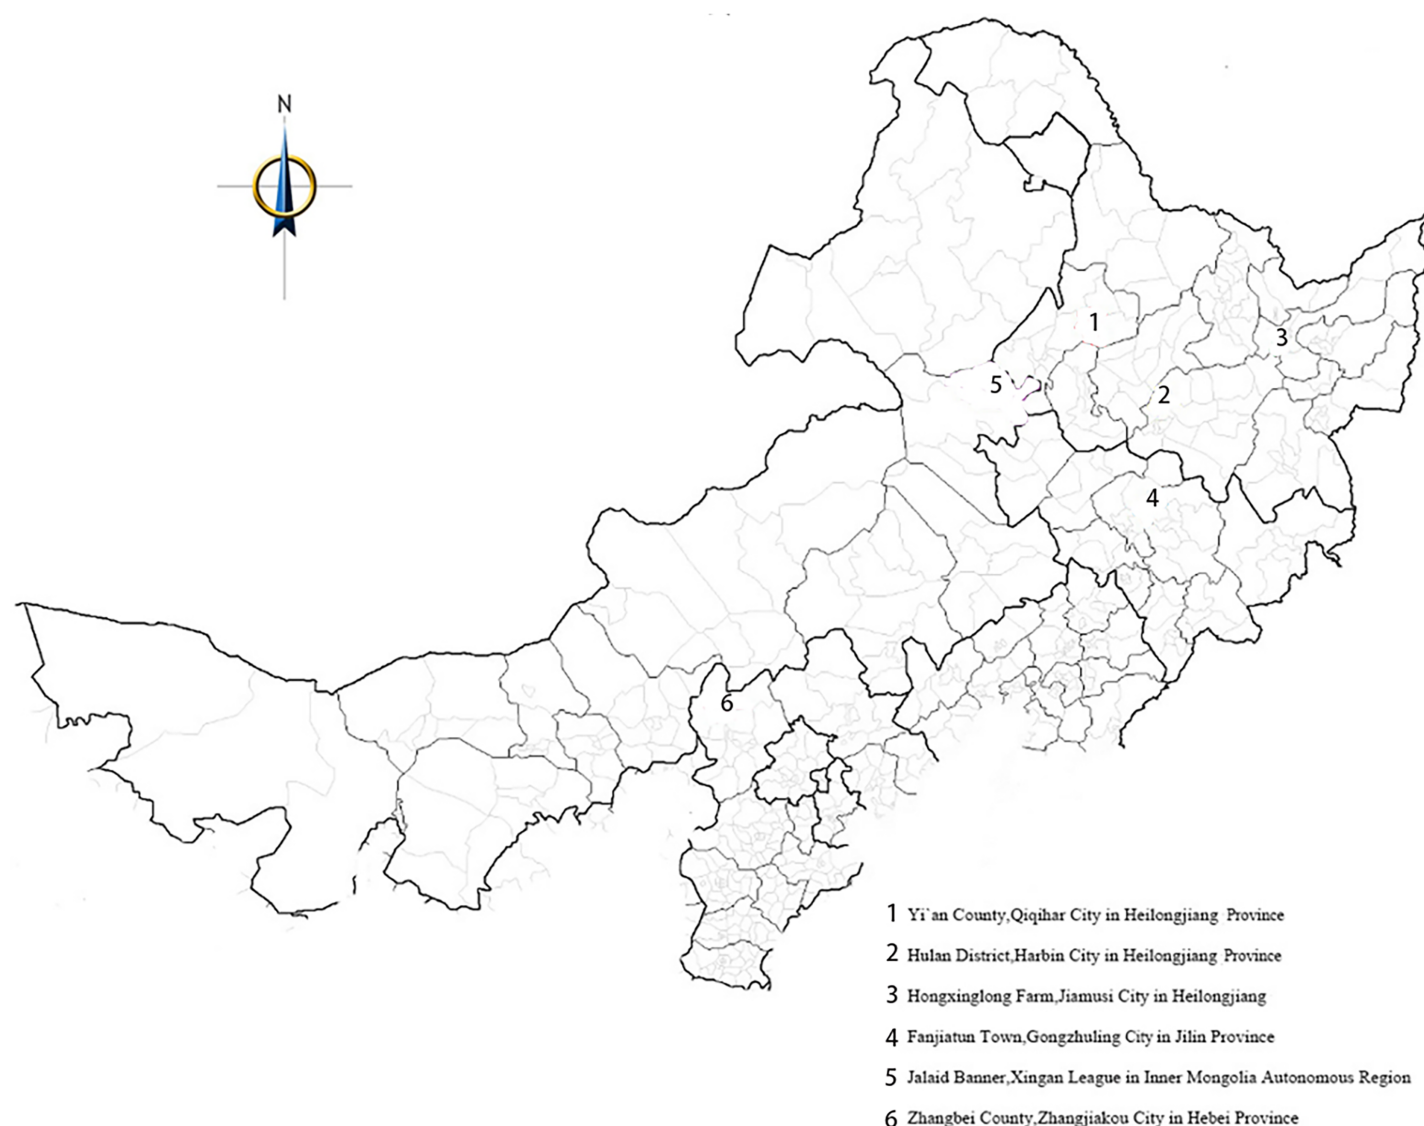 N
1
3
5
2
4
6
1 Yi`an County,Qiqihar City in Heilongjiang Province
2 Hulan District,Harbin City in Heilongjiang Province
3 Hongxinglong Farm,Jiamusi City in Heilongjiang
4 Fanjiatun Town,Gongzhuling City in Jilin Province
5 Jalaid Banner,Xingan League in Inner Mongolia Autonomous Region
6 Zhangbei County,Zhangjiakou City in Hebei Province